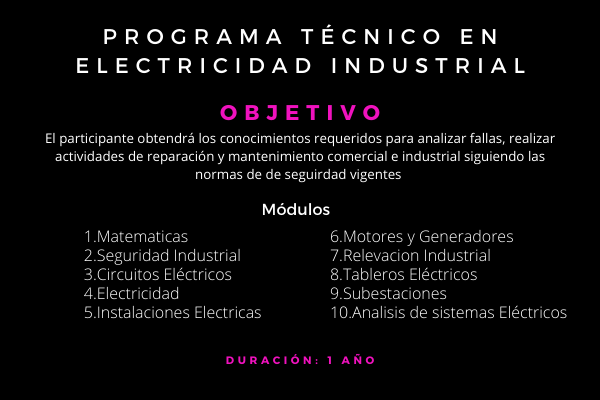 PROGRAMA TÉCNICO EN
ELECTRICIDAD INDUSTRIAL
OBJETIVO
El participante obtendrá los conocimientos requeridos para analizar fallas, realizar
actividades de reparación y mantenimiento comercial e industrial siguiendo las
normas de de seguirdad vigentes
Módulos
1.Matematicas
2.Seguridad Industrial
3.Circuitos Eléctricos
4.Electricidad
5.Instalaciones Electricas
6.Motores y Generadores
7.Relevacion Industrial
8.Tableros Eléctricos
9.Subestaciones
10.Analisis de sistemas Eléctricos
DURACIÓN: 1 AÑO